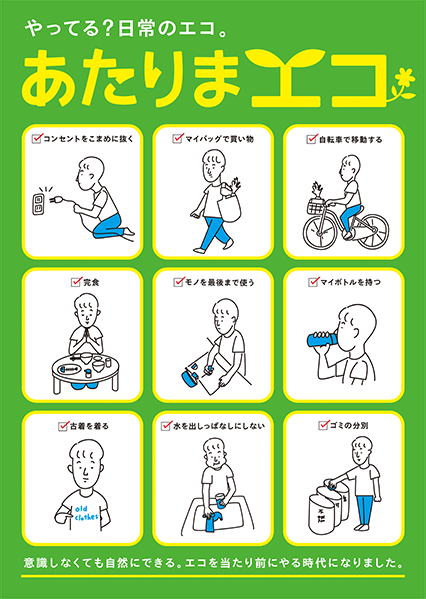 やってる?日常のエコ。
あたりまエコ
コンセントをこまめに抜く
マイバッグで買い物
自転車で移動する
完食
モノを最後まで使う
マイボトルを持つ
古着を着る
old
clothes
水を出しっぱなしにしない
ゴミの分別
意識しなくても自然にできる。エコを当たり前にやる時代になりました。